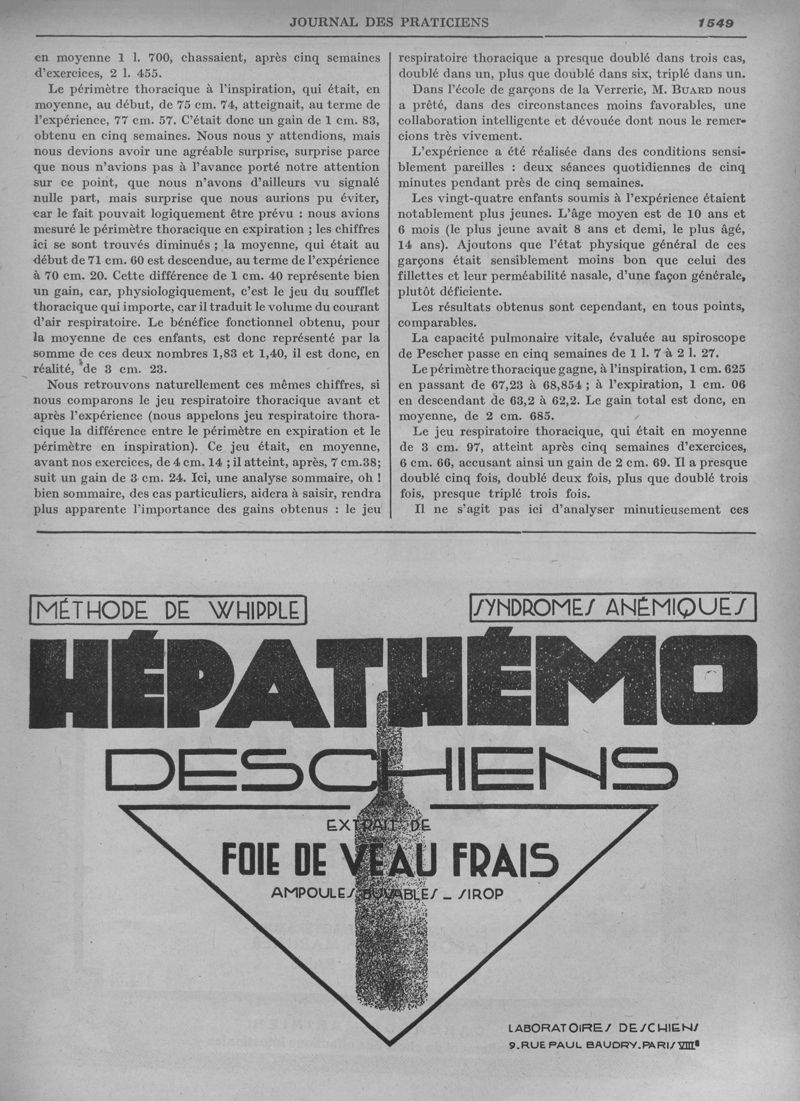 JOURNAL DES PRATICIENS 1549
en moyenne 1 l. 700, chassaient, après cinq semaines
d'exercices, 2 l. 455.
Le périmètre thoracique à l'inspiration, qui était, en
moyenne, au début, de 75 cm. 74, atteignait, au terme de
l'expérience, 77 cm. 57. C'était donc un gain de 1 cm. 83,
obtenu en cinq semaines. Nous nous y attendions, mais
nous devions avoir une agréable surprise, surprise parce
que nous n'avions pas à l'avance porté notre attention
sur ce point, que nous n'avons d'ailleurs vu signalé
nulle part, mais surprise que nous aurions pu éviter,
car le fait pouvait logiquement être prévu : nous avions
mesuré le périmètre thoracique en expiration ; les chiffres
ici se sont trouvés diminués ; la moyenne, qui était au
début de 71 cm. 60 est descendue, au terme de l'expérience
à 70 cm. 20. Cette différence de 1 cm. 40 représente bien
un gain, car, physiologiquement, c'est le jeu du soufflet
thoracique qui importe, car il traduit le volume du courant
d'air respiratoire. Le bénéfice fonctionnel obtenu, pour
la moyenne de ces enfants, est donc représenté par la
somme de ces deux nombres 1,83 et 1,40, il est donc, en
réalité, de 3 cm. 23.
Nous retrouvons naturellement ces mêmes chiffres, si
nous comparons le jeu respiratoire thoracique avant et
après l'expérience (nous appelons jeu respiratoire thora-
cique la différence entre le périmètre en expiration et le
périmètre en inspiration). Ce jeu était, en moyenne,
avant nos exercices, de 4 cm. 14 ; il atteint, après, 7 cm.38;
suit un gain de 3 cm. 24. Ici, une analyse sommaire, oh !
bien sommaire, des cas particuliers, aidera à saisir, rendra
plus apparente l'importance des gains obtenus : le jeu
respiratoire thoracique a presque doublé dans trois cas,
doublé dans un, plus que doublé dans six, triplé dans un.
Dans l'école de garçons de la Verrerie, M. BUARD nous
a prêté, dans des circonstances moins favorables, une
collaboration intelligente et dévouée dont nous le remer-
cions très vivement.
L'expérience a été réalisée dans des conditions sensi-
blement pareilles : deux séances quotidiennes de cinq
minutes pendant près de cinq semaines.
Les vingt-quatre enfants soumis à l'expérience étaient
notablement plus jeunes. L'âge moyen est de 10 ans et
6 mois (le plus jeune avait 8 ans et demi, le plus âgé,
14 ans). Ajoutons que l'état physique général de ces
garçons était sensiblement moins bon que celui des
fillettes et leur perméabilité nasale, d'une façon générale,
plutôt déficiente.
Les résultats obtenus sont cependant, en tous points,
comparables.
La capacité pulmonaire vitale, évaluée au spiroscope
de Pescher passe en cinq semaines de 1 l. 7 à 2 l. 27.
Le périmètre thoracique gagne, à l'inspiration, 1 cm. 625
en passant de 67,23 à 68,854 ; à l'expiration, 1 cm. 06
en descendant de 63,2 à 62,2. Le gain total est donc, en
moyenne, de 2 cm. 685.
Le jeu respiratoire thoracique, qui était en moyenne
de 3 cm. 97, atteint après cinq semaines d'exercices,
6 cm. 66, accusant ainsi un gain de 2 cm. 69. Il a presque
doublé cinq fois, doublé deux fois, plus que doublé trois
fois, presque triplé trois fois.
Il ne s'agit pas ici d'analyser minutieusement ces
MÉTHODE DE WHIPPLE
SYNDROMES ANÉMIQUES
HÉPATHÉMO
DESCHIENS
EXTRAIT DE
FOIE DE VEAU FRAIS
AMPOULES BUVABLES _ SIROP
LABORATOIRES DESCHIENS
9. RUE PAUL BAUDRY. PARIS VIIIe